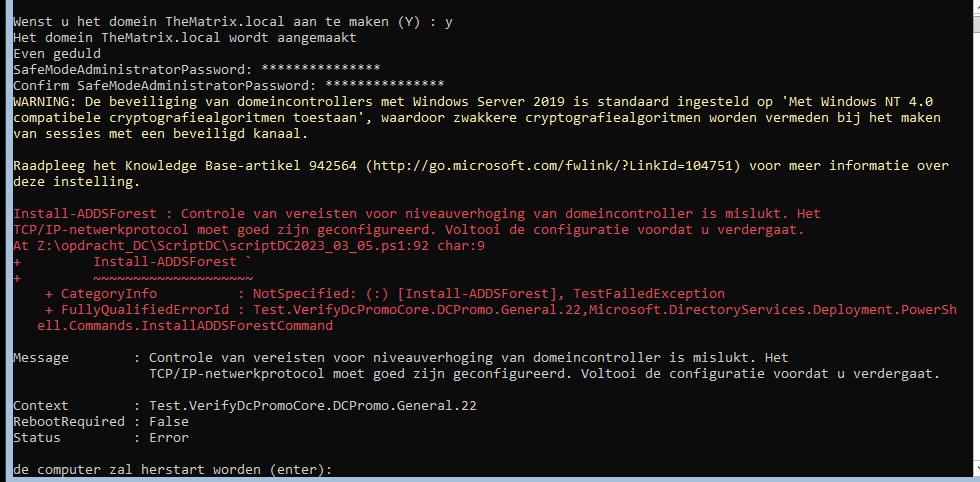 Wenst u het domein TheMatrix.local aan te maken (Y) : y
Het domein TheMatrix.local wordt aangemaakt
Even geduld
SafeModeAdministratorPassword: ***************
Confirm SafeModeAdministratorPassword: ***************
WARNING: De beveiliging van domeincontrollers met Windows Server 2019 is standaard ingesteld op 'Met Windows NT 4.0
compatibele cryptografiealgoritmen toestaan', waardoor zwakkere cryptografiealgoritmen worden vermeden bij het maken
van sessies met een beveiligd kanaal.
Raadpleeg het Knowledge Base-artikel 942564 (http://go.microsoft.com/fwlink/?LinkId=104751) voor meer informatie over
deze instelling.
Install-ADDSForest : Controle van vereisten voor niveauverhoging van domeincontroller is mislukt. Het
TCP/IP-netwerkprotocol moet goed zijn geconfigureerd. Voltooi de configuratie voordat u verdergaat.
At Z:\opdracht_DC\ScriptDC\scriptDC2023_03_05.ps1:92 char:9
+         Install-ADDSForest `
+         ~~~~~~~~~~~~~~~~~~~~
    + CategoryInfo          : NotSpecified: (:) [Install-ADDSForest], TestFailedException
    + FullyQualifiedErrorId : Test.VerifyDcPromoCore.DCPromo.General.22,Microsoft.DirectoryServices.Deployment.PowerSh
   ell.Commands.InstallADDSForestCommand
Message        : Controle van vereisten voor niveauverhoging van domeincontroller is mislukt. Het
                 TCP/IP-netwerkprotocol moet goed zijn geconfigureerd. Voltooi de configuratie voordat u verdergaat.
Context        : Test.VerifyDcPromoCore.DCPromo.General.22
RebootRequired : False
Status         : Error
de computer zal herstart worden (enter):